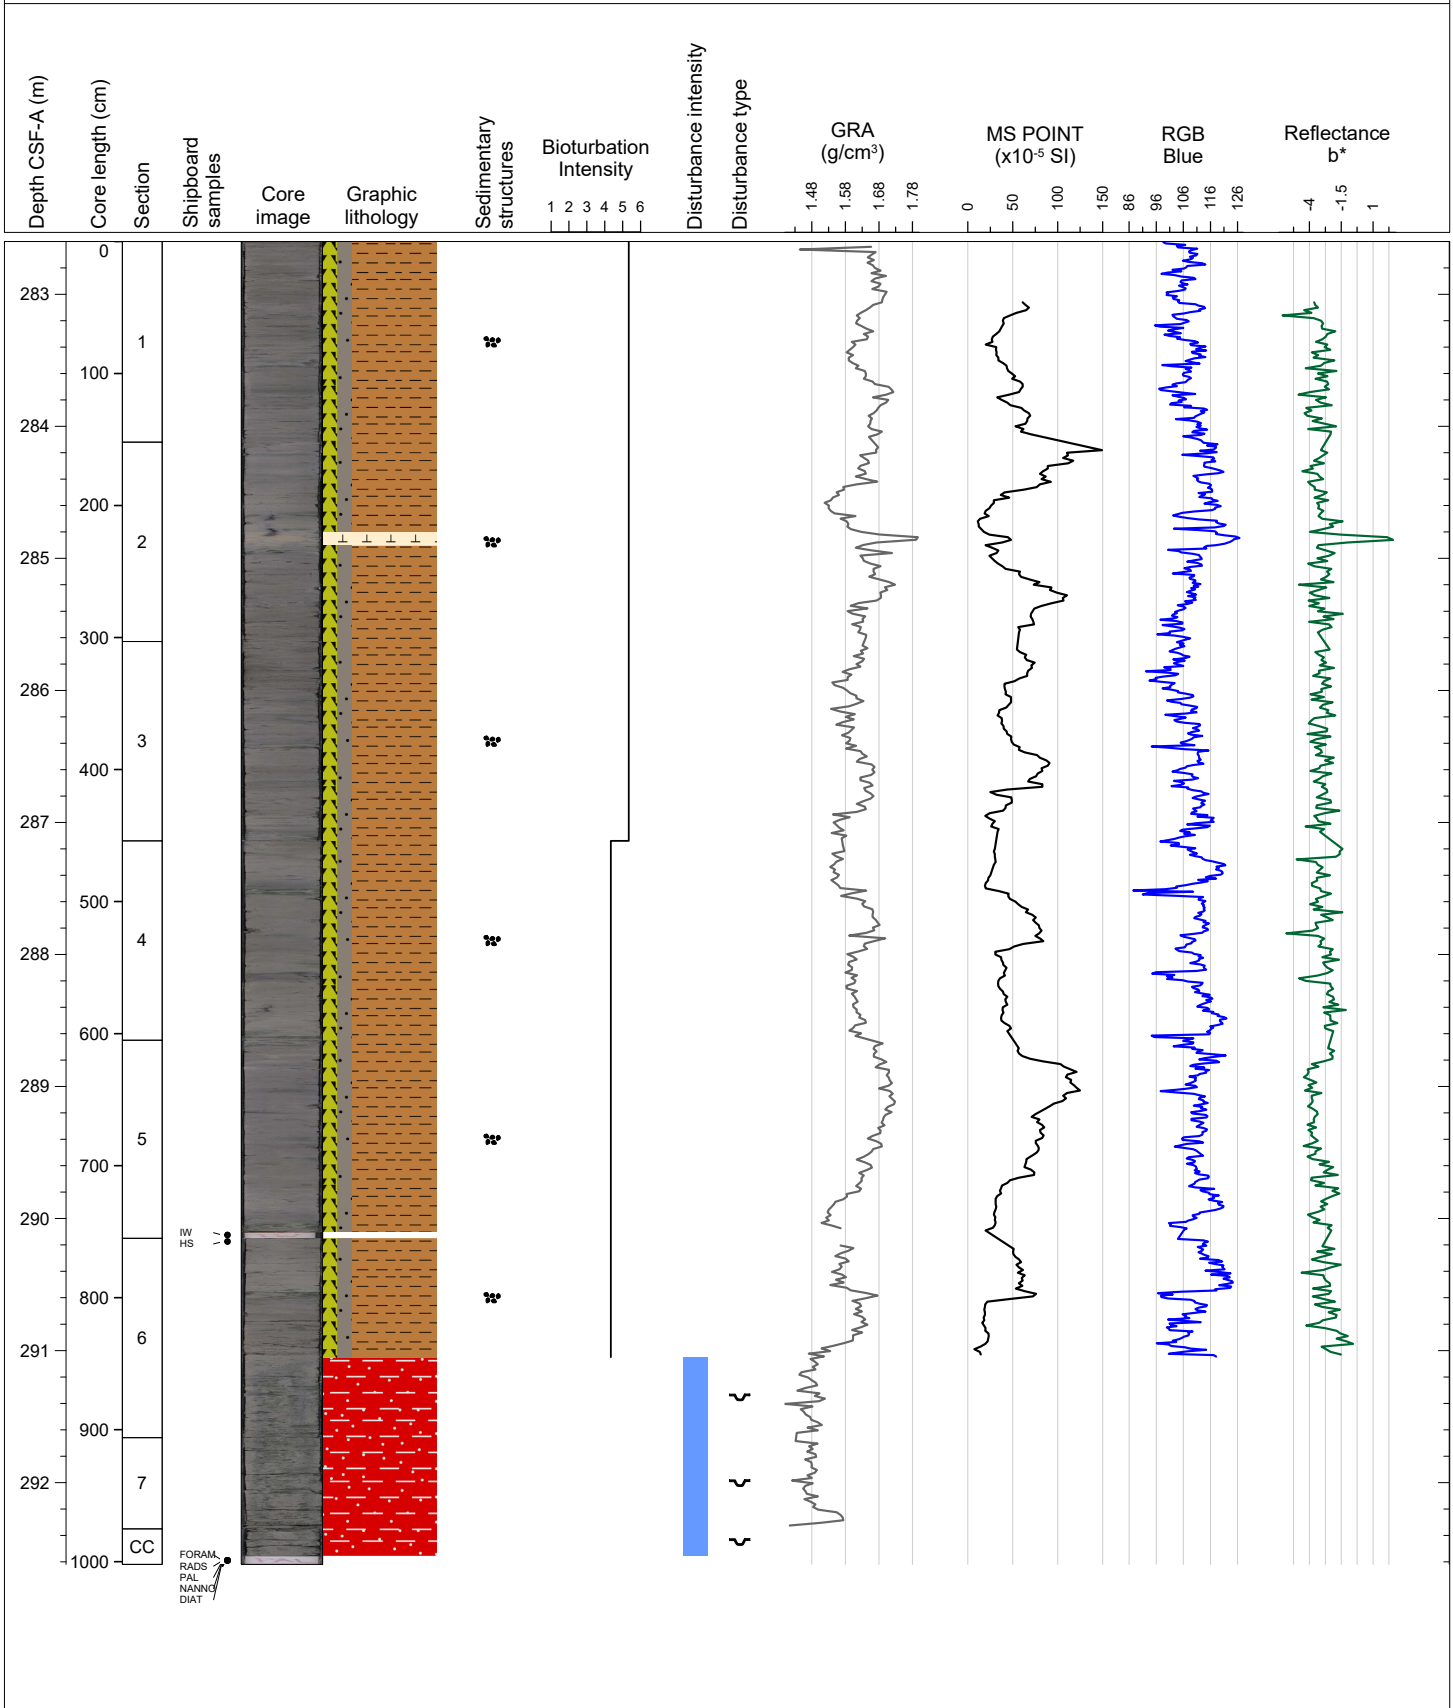 Depth CSF-A (m)
Core length (cm)
Section
Shipboard
samples
Core
image
Graphic
lithology
Sedimentary
structures
Bioturbation
Intensity
1 2 3 4 5 6
Disturbance intensity
Disturbance type
GRA
(g/cm³)
1.48 1.58 1.68 1.78
MS POINT
(x10⁻⁵ SI)
0 50 100 150
RGB
Blue
86 96 106 116 126
Reflectance
b*
-4 -1.5 1
0
283
1
100
284
200
2
285
300
286
3
400
287
500
4
288
600
289
5
700
290
IW
HS
800
6
291
900
7
292
CC
1000
FORAM
RADS
PAL
NANNO
DIAT